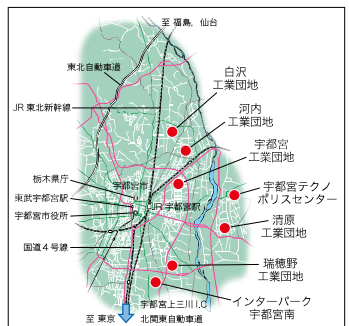 至 福島，仙台
東北自動車道
白沢
工業団地
JR東北新幹線
河内
工業団地
宇都宮
工業団地
栃木県庁
宇都宮市
東武宇都宮駅
宇都宮テクノ
ポリスセンター
宇都宮市役所
JR 宇都宮駅
清原
工業団地
国道4号線
瑞穂野
工業団地
宇都宮上三川I.C
インターパーク
宇都宮南
至 東京
北関東自動車道